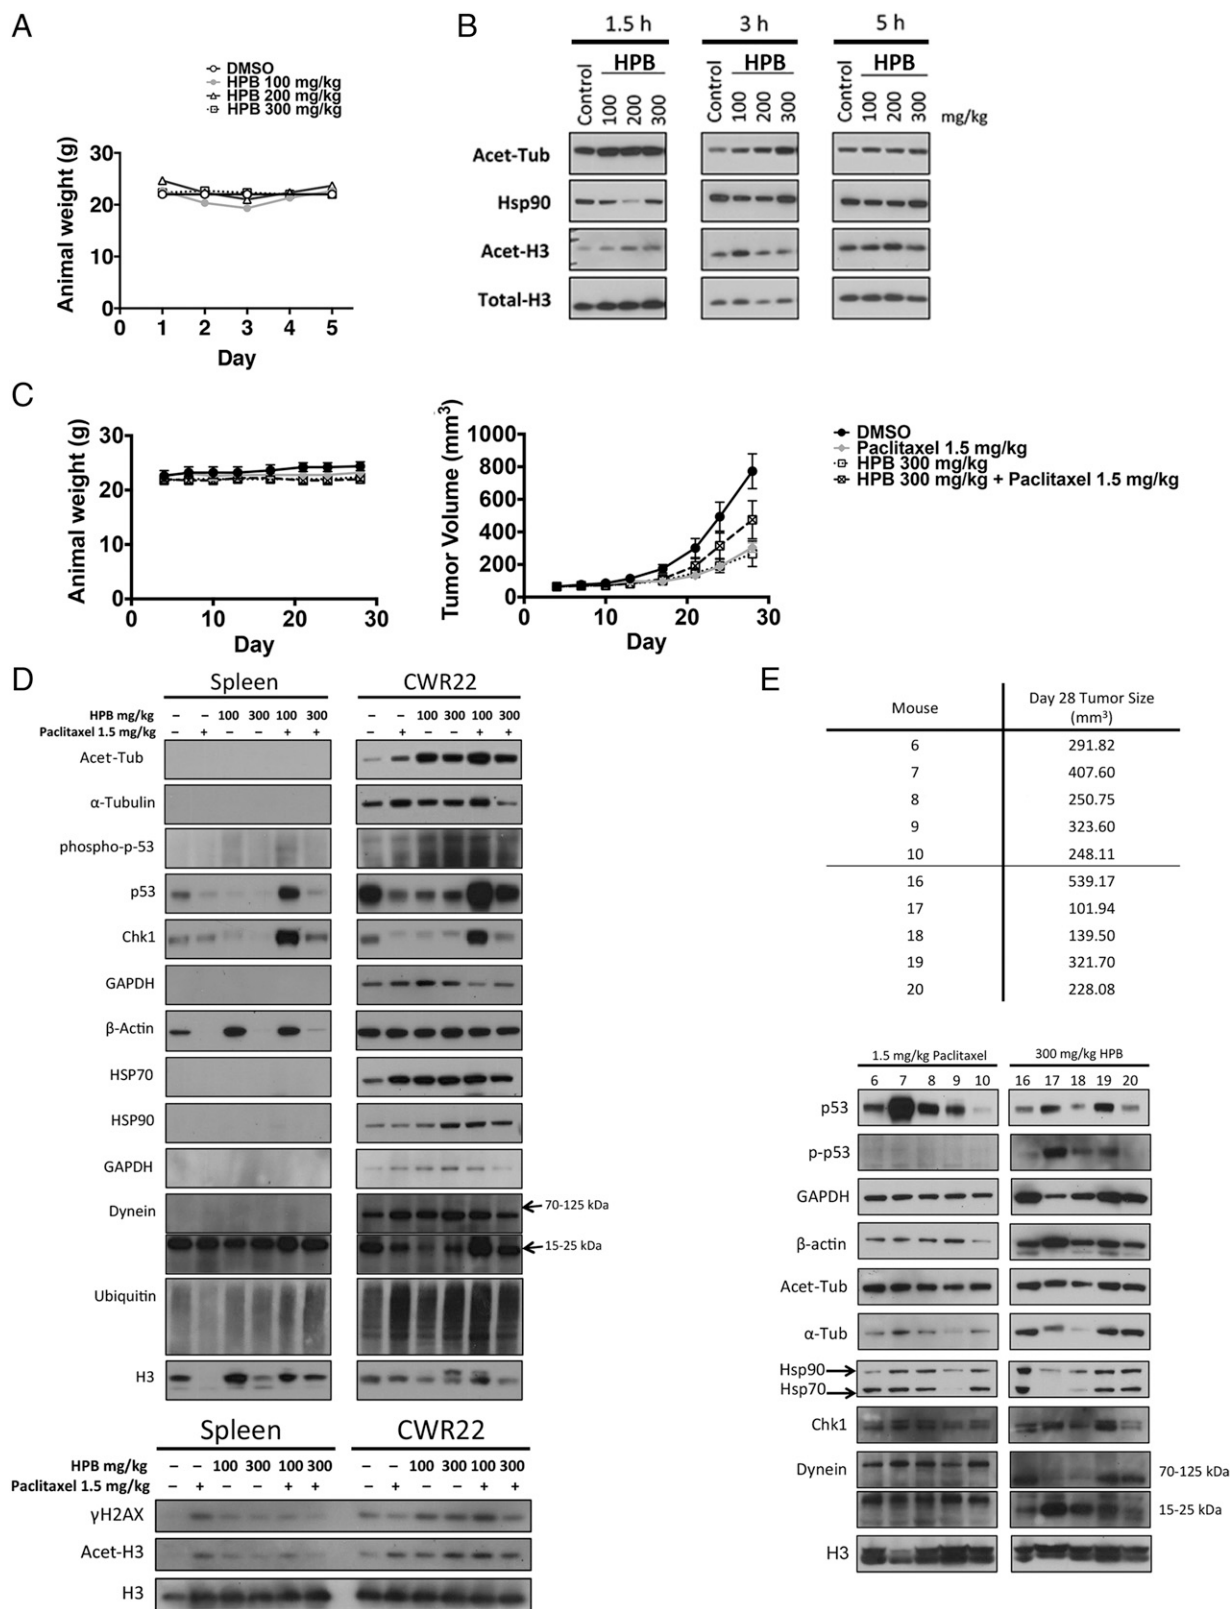 A
DMSO
HPB 100 mg/kg
HPB 200 mg/kg
HPB 300 mg/kg
Animal weight (g)
30
20
10
0
0 1 2 3 4 5
Day
B
1.5 h 3 h 5 h
HPB HPB HPB
Control 100 200 300 Control 100 200 300 Control 100 200 300 mg/kg
Acet-Tub
Hsp90
Acet-H3
Total-H3
C
Animal weight (g)
30
20
10
0
0 10 20 30
Day
Tumor Volume (mm³)
1000
800
600
400
200
0
0 10 20 30
Day
DMSO
Paclitaxel 1.5 mg/kg
HPB 300 mg/kg
HPB 300 mg/kg + Paclitaxel 1.5 mg/kg
D
Spleen CWR22
HPB mg/kg – – 100 300 100 300 – – 100 300 100 300
Paclitaxel 1.5 mg/kg – + – – + + – + – – + +
Acet-Tub
α-Tubulin
phospho-p-53
p53
Chk1
GAPDH
β-Actin
HSP70
HSP90
GAPDH
Dynein
70-125 kDa
15-25 kDa
Ubiquitin
H3
Spleen CWR22
HPB mg/kg – – 100 300 100 300 – – 100 300 100 300
Paclitaxel 1.5 mg/kg – + – – + + – + – – + +
γH2AX
Acet-H3
H3
E
Mouse Day 28 Tumor Size (mm³)
6 291.82
7 407.60
8 250.75
9 323.60
10 248.11
16 539.17
17 101.94
18 139.50
19 321.70
20 228.08
1.5 mg/kg Paclitaxel 300 mg/kg HPB
6 7 8 9 10 16 17 18 19 20
p53
p-p53
GAPDH
β-actin
Acet-Tub
α-Tub
Hsp90
Hsp70
Chk1
Dynein
70-125 kDa
15-25 kDa
H3